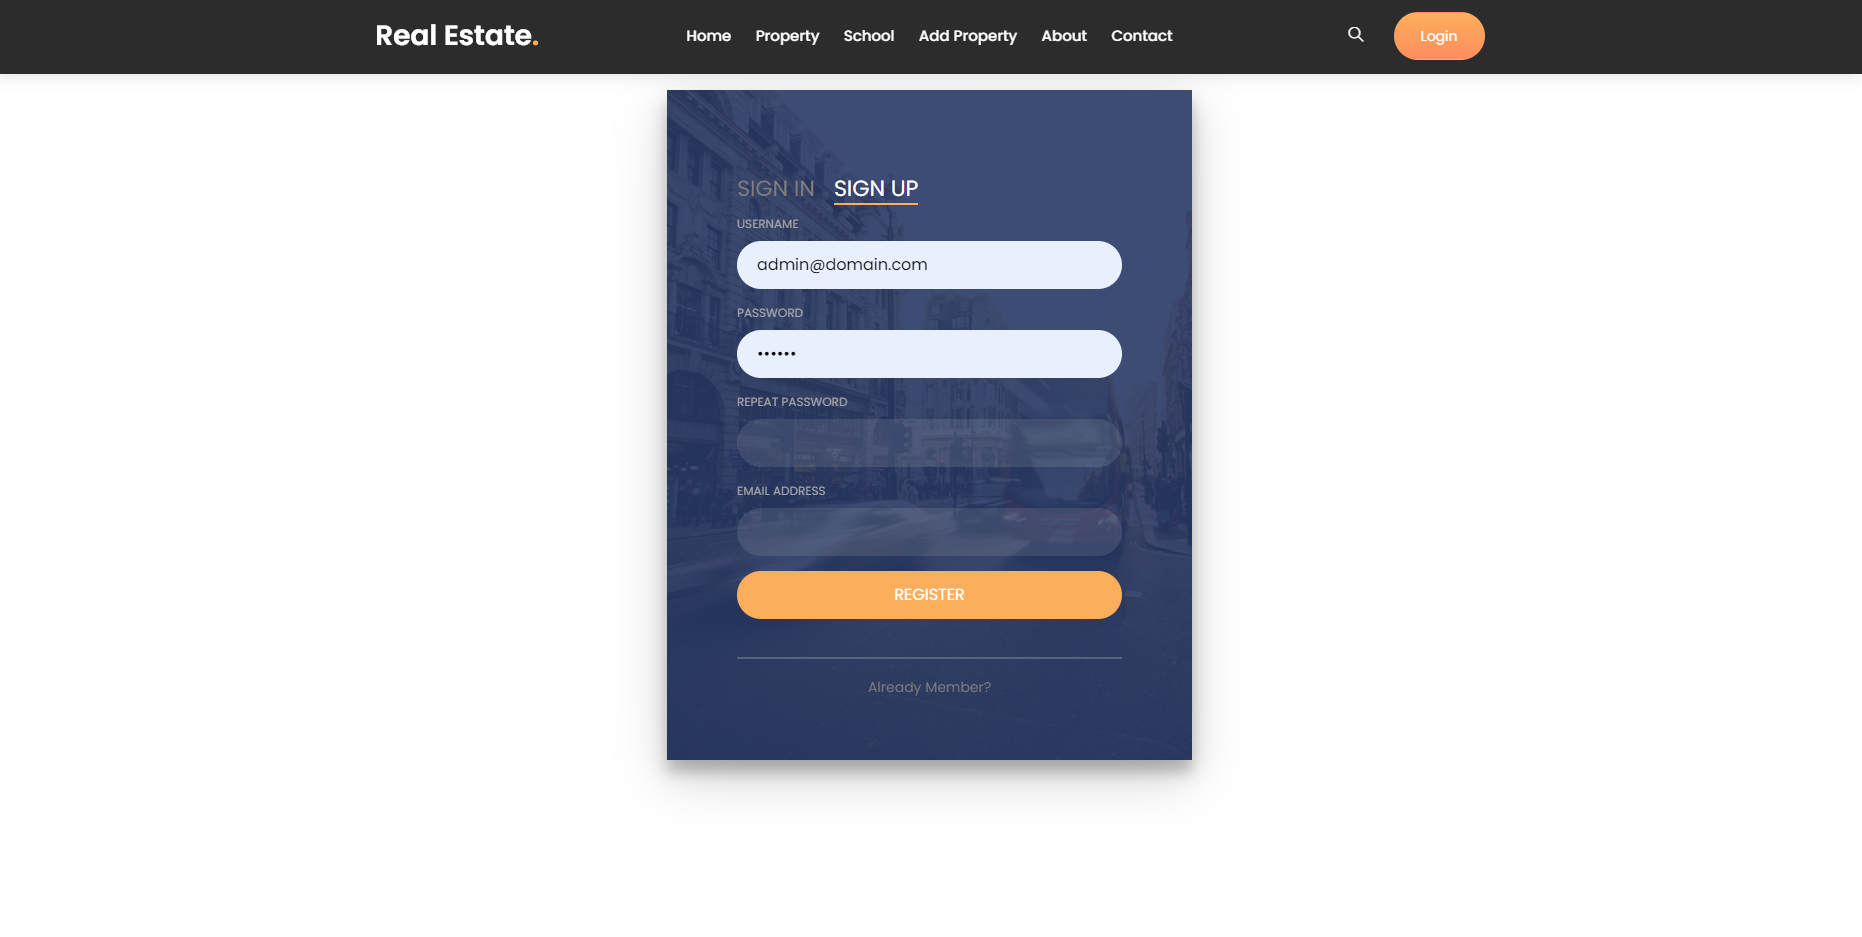 Real Estate.
Home Property School Add Property About Contact
Login
SIGN IN SIGN UP
USERNAME
admin@domain.com
PASSWORD
••••••
REPEAT PASSWORD
EMAIL ADDRESS
REGISTER
Already Member?